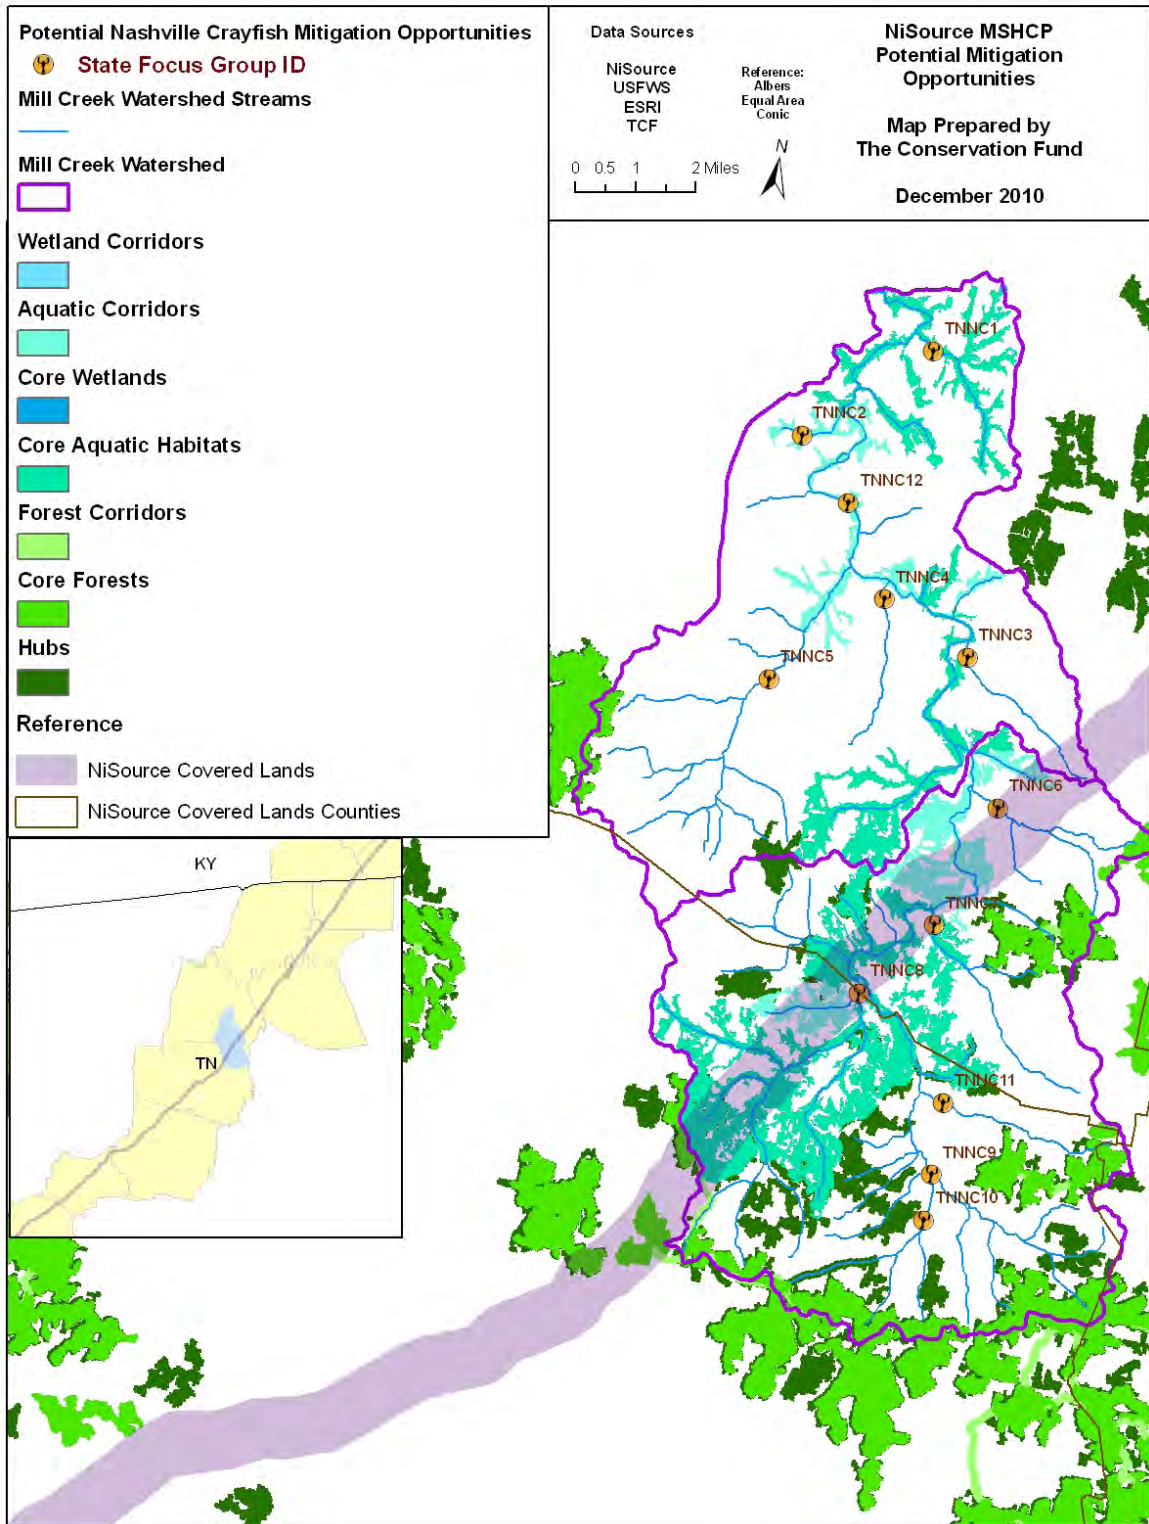 Potential Nashville Crayfish Mitigation Opportunities
State Focus Group ID
Mill Creek Watershed Streams
Mill Creek Watershed
Wetland Corridors
Aquatic Corridors
Core Wetlands
Core Aquatic Habitats
Forest Corridors
Core Forests
Hubs
Reference
NiSource Covered Lands
NiSource Covered Lands Counties
Data Sources
NiSource
USFWS
ESRI
TCF
Reference:
Albers
Equal Area
Conic
N
0 0.5 1 2 Miles
NiSource MSHCP
Potential Mitigation
Opportunities
Map Prepared by
The Conservation Fund
December 2010
TNNC1
TNNC2
TNNC12
TNNC4
TNNC3
TNNC5
TNNC6
TNNC7
TNNC8
TNNC11
TNNC9
TNNC10
KY
TN